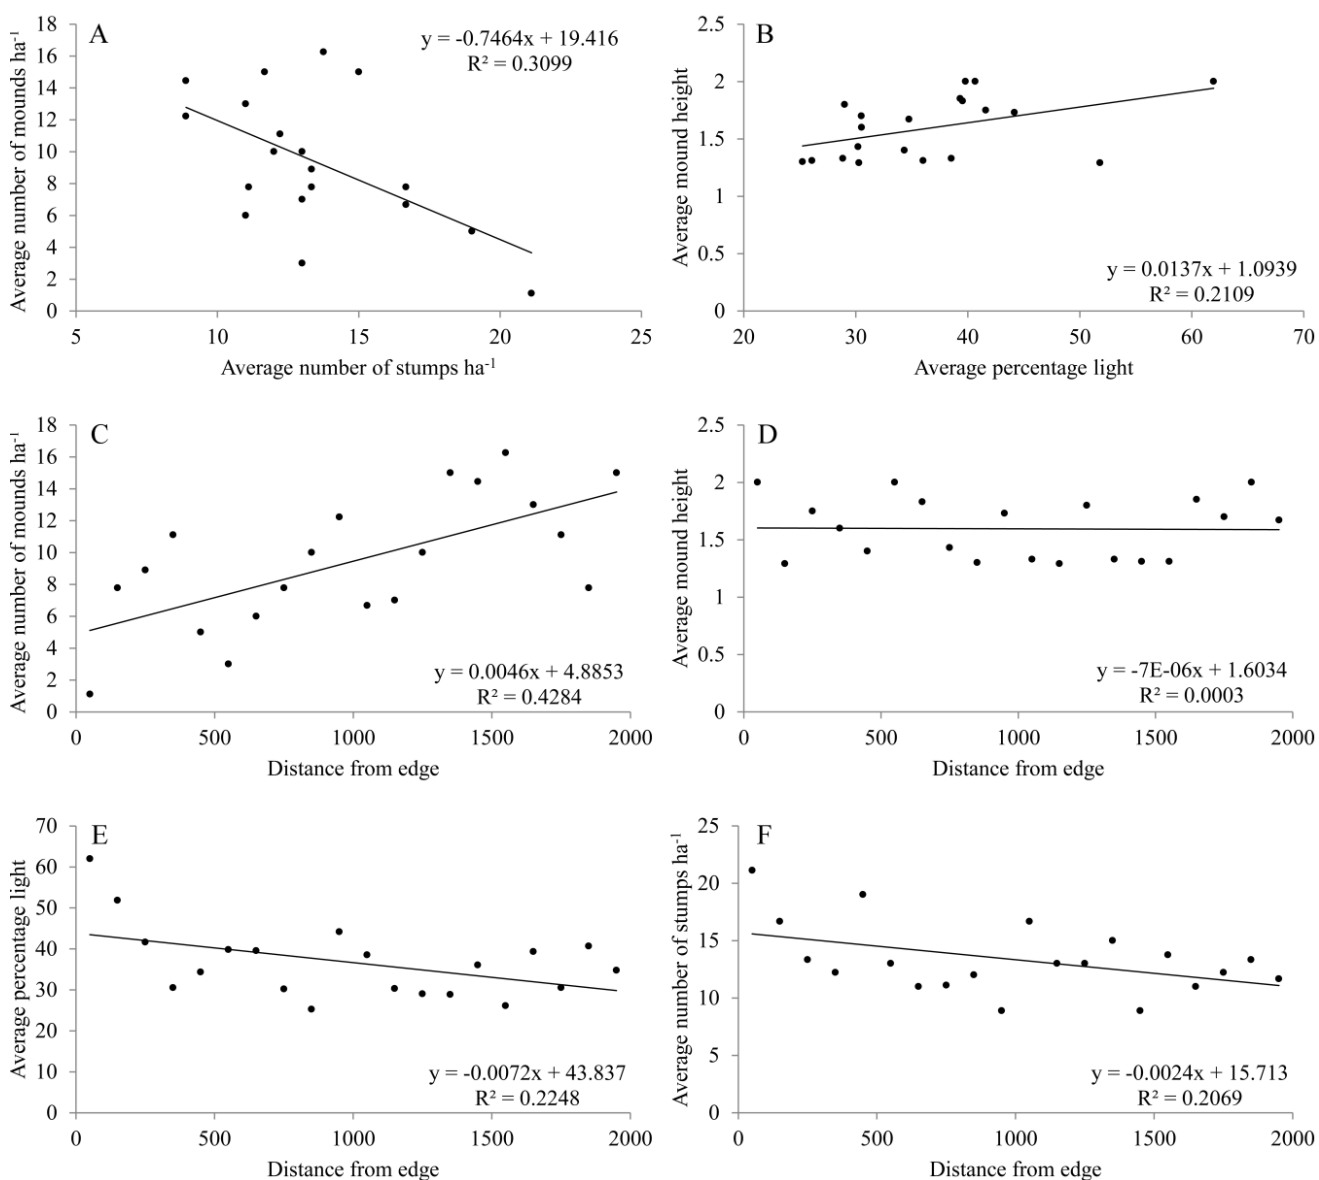 A
y = -0.7464x + 19.416
R² = 0.3099
Average number of mounds ha⁻¹
18
16
14
12
10
8
6
4
2
0
5
10
15
20
25
Average number of stumps ha⁻¹
B
Average mound height
2.5
2
1.5
1
0.5
0
y = 0.0137x + 1.0939
R² = 0.2109
20
30
40
50
60
70
Average percentage light
C
Average number of mounds ha⁻¹
18
16
14
12
10
8
6
4
2
0
y = 0.0046x + 4.8853
R² = 0.4284
0
500
1000
1500
2000
Distance from edge
D
Average mound height
2.5
2
1.5
1
0.5
0
y = -7E-06x + 1.6034
R² = 0.0003
0
500
1000
1500
2000
Distance from edge
E
Average percentage light
70
60
50
40
30
20
10
0
y = -0.0072x + 43.837
R² = 0.2248
0
500
1000
1500
2000
Distance from edge
F
Average number of stumps ha⁻¹
25
20
15
10
5
0
y = -0.0024x + 15.713
R² = 0.2069
0
500
1000
1500
2000
Distance from edge